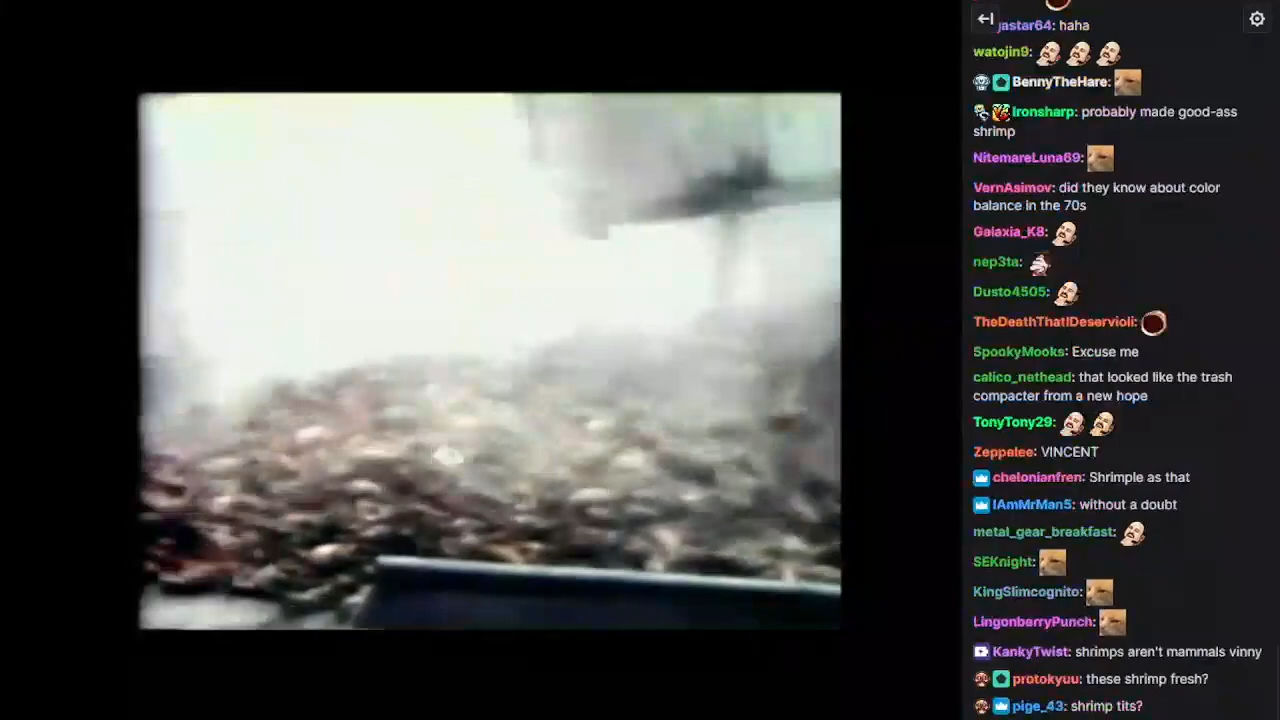 jastar64: haha
watojin9:
BennyTheHare:
Ironsharp: probably made good-ass
shrimp
NitemareLuna69:
VernAsimov: did they know about color
balance in the 70s
Galaxia_K8:
nep3ta:
Dusto4505:
TheDeathThatIDeservioli:
SpookyMooks: Excuse me
calico_nethead: that looked like the trash
compacter from a new hope
TonyTony29:
Zeppalee: VINCENT
chelonianfren: Shrimple as that
IAmMrMan5: without a doubt
metal_gear_breakfast:
SEKnight:
KingSlimcognito:
LingonberryPunch:
KankyTwist: shrimps aren't mammals vinny
protokyuu: these shrimp fresh?
pige_43: shrimp tits?